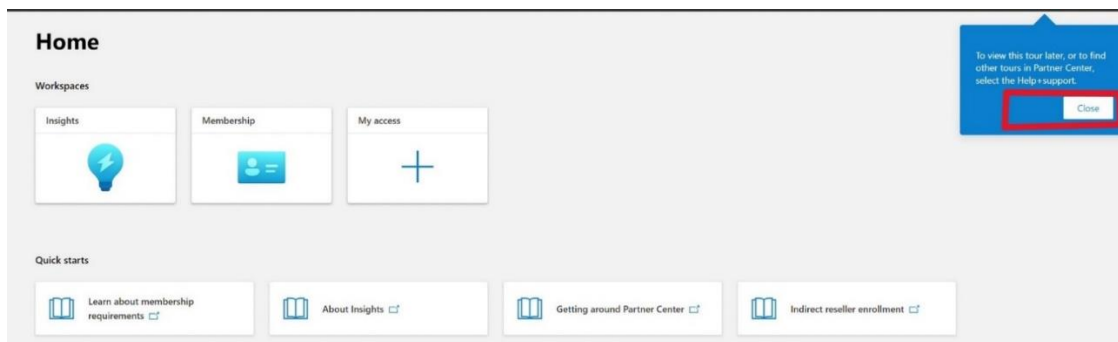 Home
To view this tour later, or to find
other tours in Partner Center,
select the Help+support.
Close
Workspaces
Insights
Membership
My access
Quick starts
Learn about membership
requirements
About Insights
Getting around Partner Center
Indirect reseller enrollment